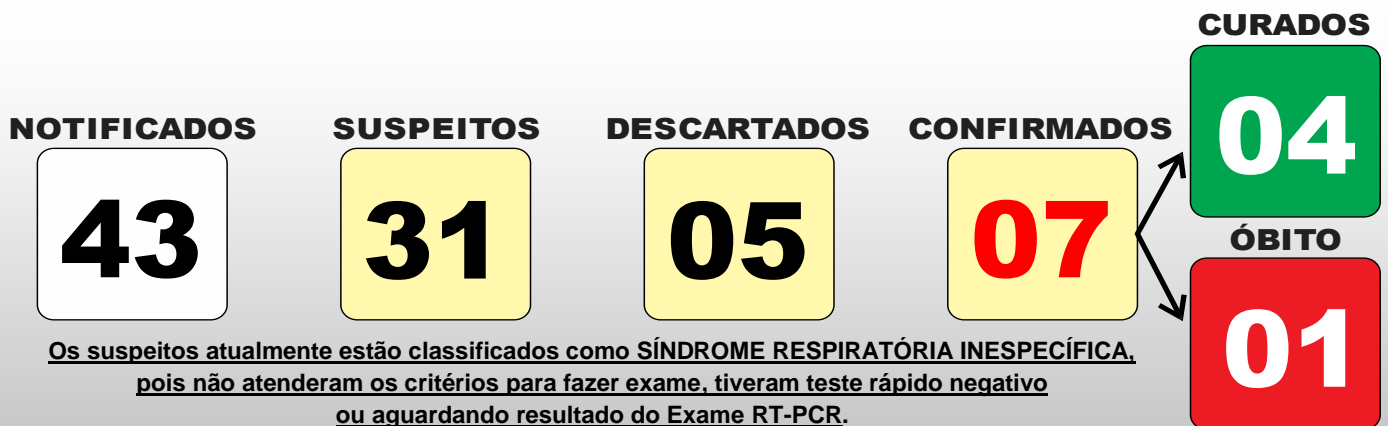 CURADOS
04
NOTIFICADOS
43
SUSPEITOS
31
DESCARTADOS
05
CONFIRMADOS
07
ÓBITO
01
Os suspeitos atualmente estão classificados como SÍNDROME RESPIRATÓRIA INESPECÍFICA,
pois não atenderam os critérios para fazer exame, tiveram teste rápido negativo
ou aguardando resultado do Exame RT-PCR.